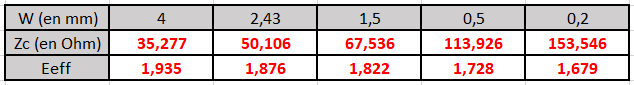 W (en mm) 4 2,43 1,5 0,5 0,2
Zc (en Ohm) 35,277 50,106 67,536 113,926 153,546
Eeff 1,935 1,876 1,822 1,728 1,679